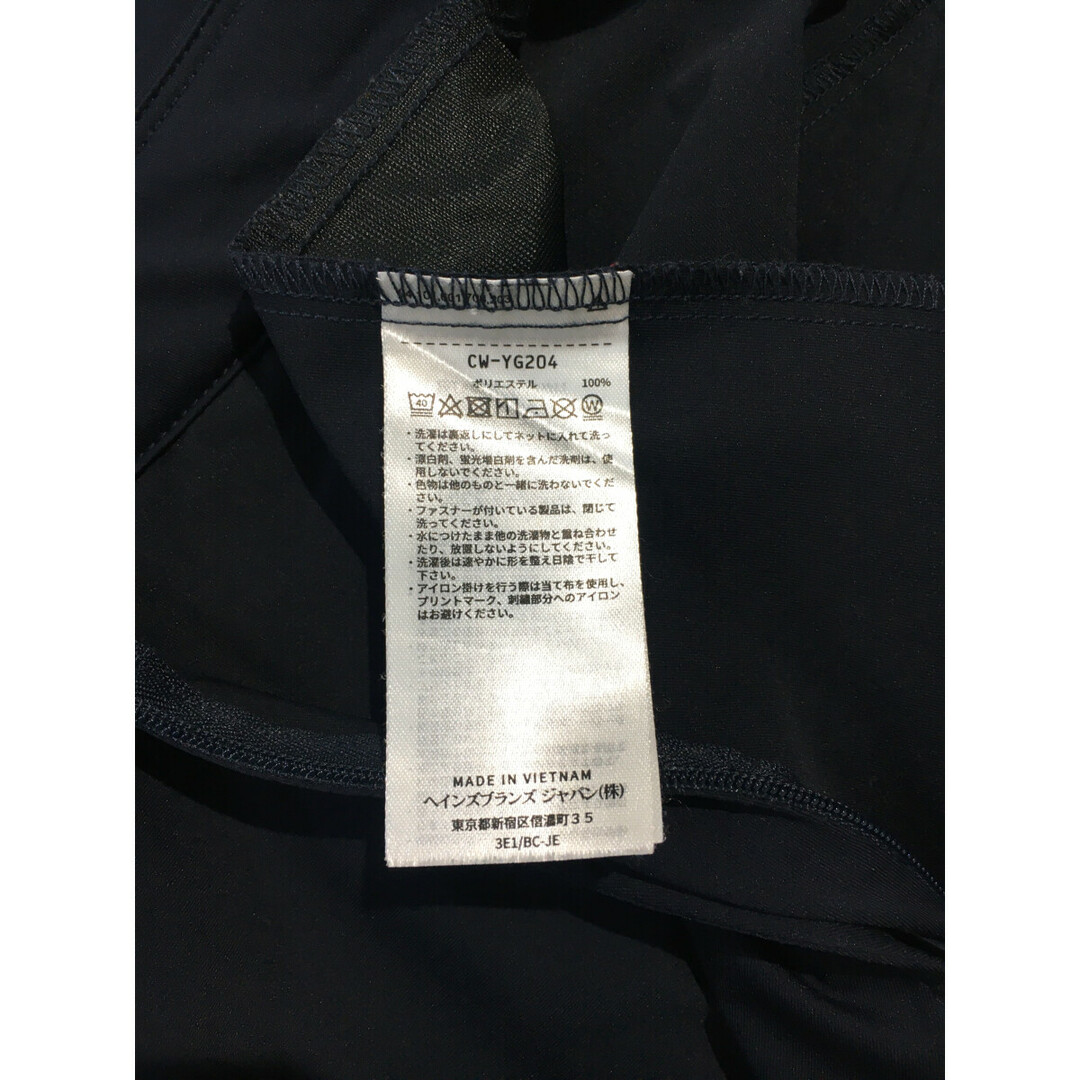 CW-YG204
ポリエステル 100%
40
・洗濯は裏返しにしてネットに入れて洗っ
てください。
・漂白剤、蛍光増白剤を含んだ洗剤は、使
用しないでください。
・色物は他のものと一緒に洗わないでくだ
さい。
・ファスナーが付いている製品は、閉じて
洗ってください。
・水につけたまま他の洗濯物と重ね合わせ
たり、放置しないようにしてください。
・洗濯後は速やかに形を整え日陰で干して
下さい。
・アイロン掛けを行う際は当て布を使用し、
プリントマーク、刺繍部分へのアイロン
はお避けください。
MADE IN VIETNAM
ヘインズブランズ ジャパン(株)
東京都新宿区信濃町35
3E1/BC-JE